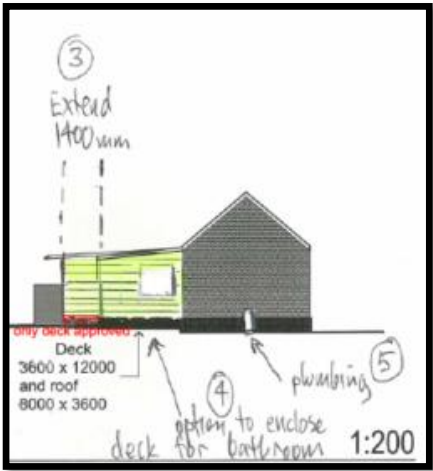 3
Extend
1400mm
only deck approved
Deck
3600 x 12000
and roof
8000 x 3600
4
option to enclose
deck for bathroom
plumbing
5
1:200